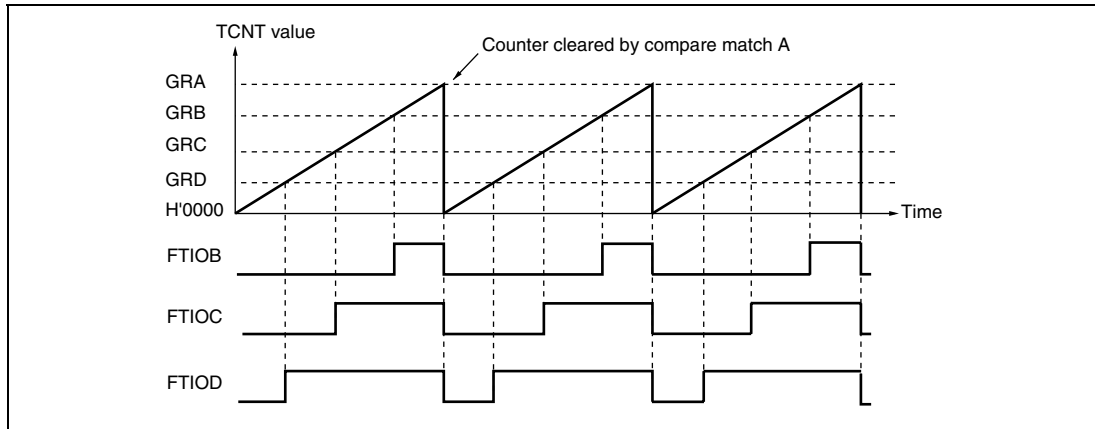 TCNT value
Counter cleared by compare match A
GRA
GRB
GRC
GRD
H'0000
Time
FTIOB
FTIOC
FTIOD